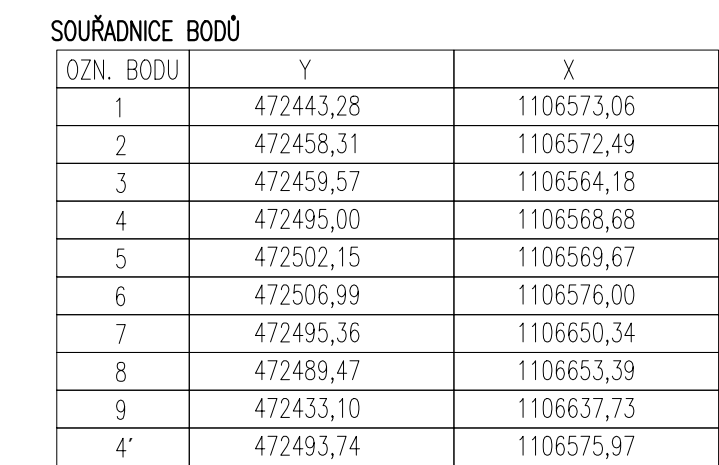 SOUŘADNICE BODŮ
OZN. BODU Y X
1 472443,28 1106573,06
2 472458,31 1106572,49
3 472459,57 1106564,18
4 472495,00 1106568,68
5 472502,15 1106569,67
6 472506,99 1106576,00
7 472495,36 1106650,34
8 472489,47 1106653,39
9 472433,10 1106637,73
4′ 472493,74 1106575,97